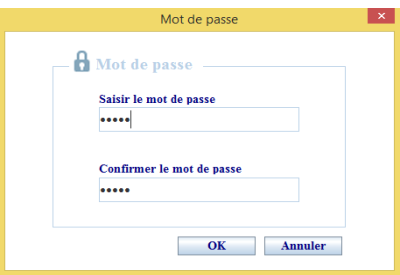 Mot de passe
Mot de passe
Saisir le mot de passe
•••••
Confirmer le mot de passe
•••••
OK Annuler